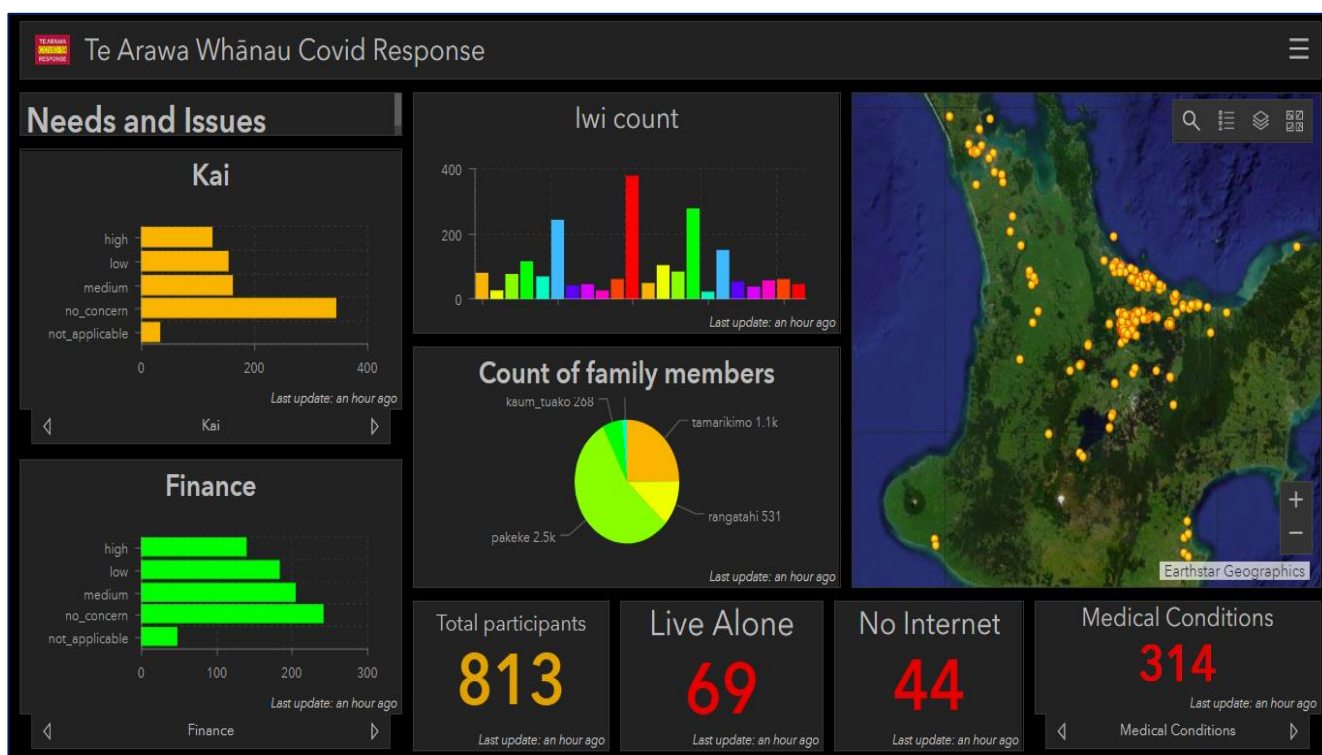 TE ARAWA
COVID-19
RESPONSE
Te Arawa Whānau Covid Response
Needs and Issues
Kai
high
low
medium
no_concern
not_applicable
0
200
400
Last update: an hour ago
Kai
Finance
high
low
medium
no_concern
not_applicable
0
100
200
300
Last update: an hour ago
Finance
Iwi count
400
200
0
Last update: an hour ago
Count of family members
kaum_tuako 268
tamarikimo 1.1k
rangatahi 531
pakeke 2.5k
Last update: an hour ago
Earthstar Geographics
Total participants
813
Last update: an hour ago
Live Alone
69
Last update: an hour ago
No Internet
44
Last update: an hour ago
Medical Conditions
314
Last update: an hour ago
Medical Conditions